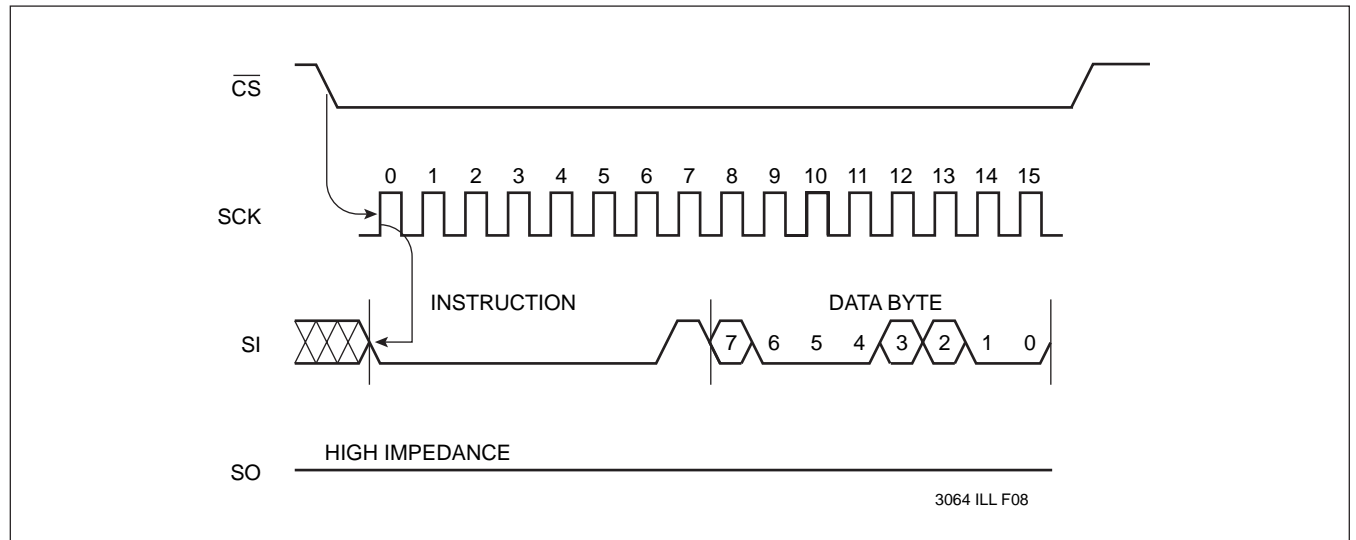 CS
0 1 2 3 4 5 6 7 8 9 10 11 12 13 14 15
SCK
INSTRUCTION DATA BYTE
SI 7 6 5 4 3 2 1 0
HIGH IMPEDANCE
SO
3064 ILL F08